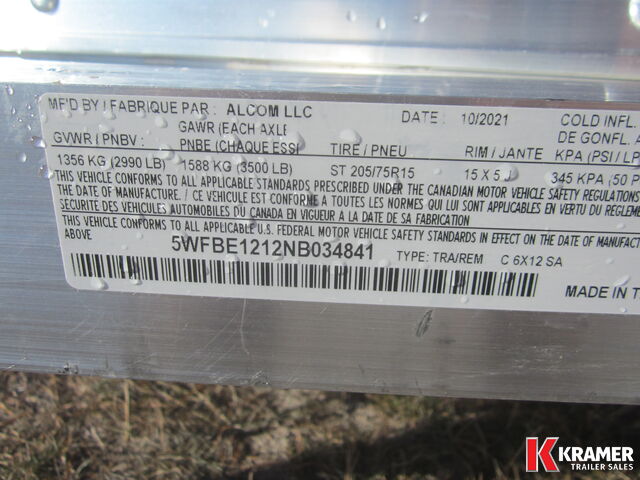 MF'D BY / FABRIQUE PAR : ALCOM LLC DATE : 10/2021 COLD INFL.
GVWR / PNBV : GAWR (EACH AXLE TIRE / PNEU RIM / JANTE DE GONFL.
PNBE (CHAQUE ESSI KPA (PSI / LP
1356 KG (2990 LB) 1588 KG (3500 LB) ST 205/75R15 15 X 5 J 345 KPA (50 P
THIS VEHICLE CONFORMS TO ALL APPLICABLE STANDARDS PRESCRIBED UNDER THE CANADIAN MOTOR VEHICLE SAFETY REGULATIONS
THE DATE OF MANUFACTURE. / CE VEHICULE EST CONFORME A TOUTES LES NORMES QUI LUI SONT APPLICABLES EN VERTU DU REGLEM
SECURITE DES VEHICULES AUTOMOBILES DU CANADA EN VIGUEUR A LA DATE DE SA FABRICATION
THIS VEHICLE CONFORMS TO ALL APPLICABLE U.S. FEDERAL MOTOR VEHICLE SAFETY STANDARDS IN EFFECT ON THE DATE OF MANUFACT
ABOVE 5WFBE1212NB034841 TYPE: TRA/REM C 6X12 SA
MADE IN T
KRAMER
TRAILER SALES